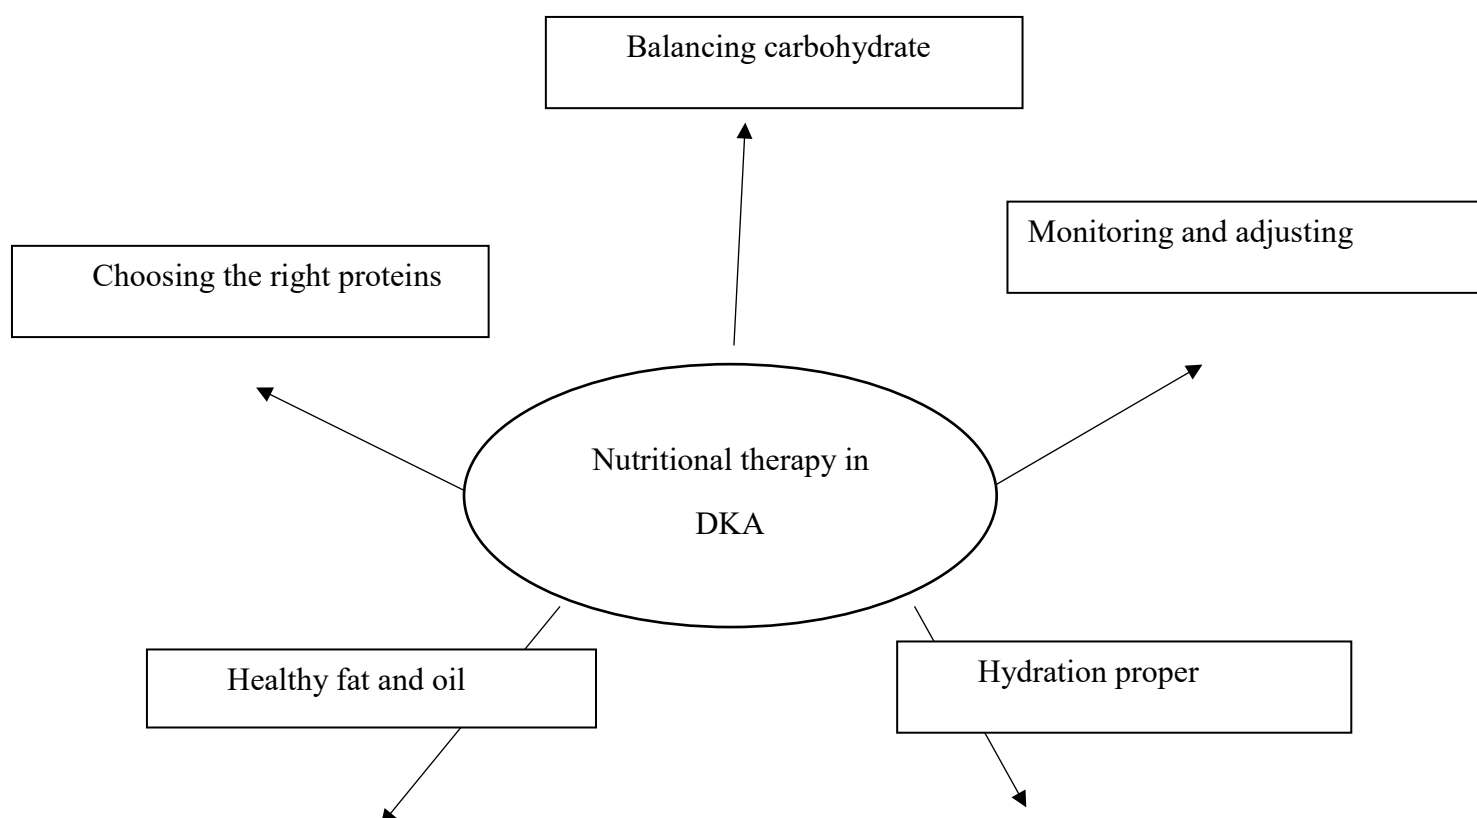 Balancing carbohydrate
Monitoring and adjusting
Choosing the right proteins
Nutritional therapy in
DKA
Healthy fat and oil
Hydration proper